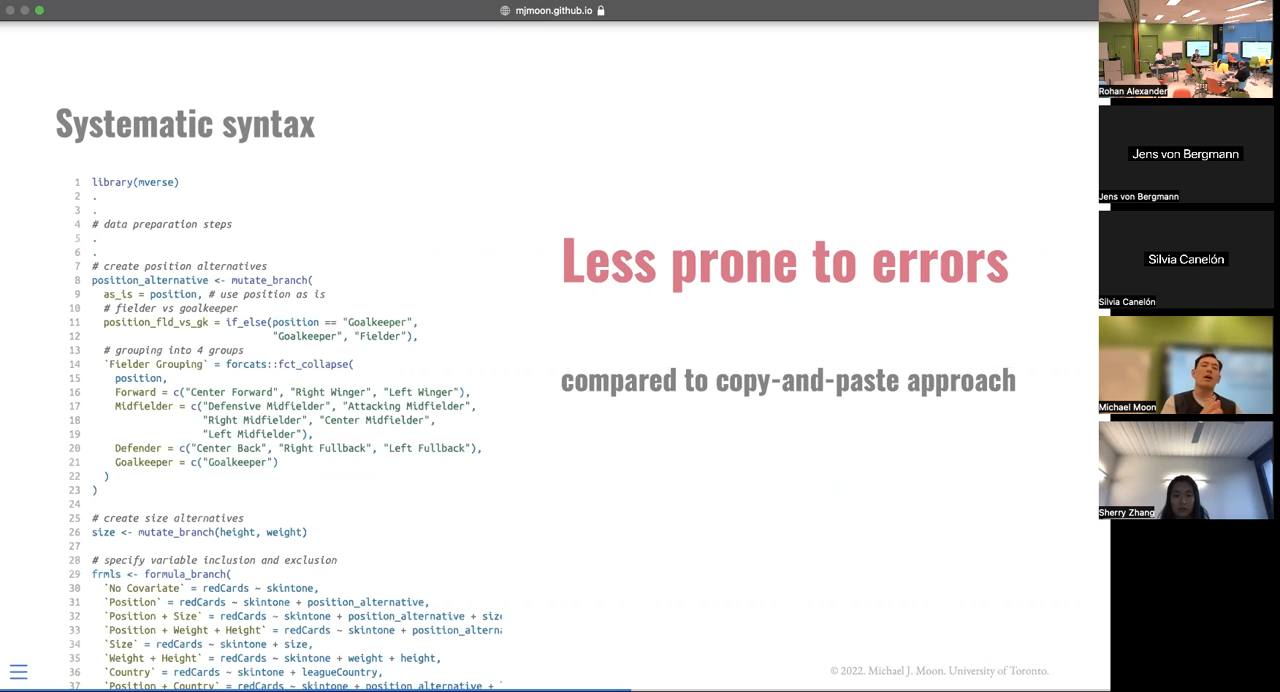 mjmoon.github.io
Systematic syntax
1 library(mverse)
2 .
3 .
4 # data preparation steps
5 .
6 .
7 # create position alternatives
8 position_alternative <- mutate_branch(
9 as_is = position, # use position as is
10 # fielder vs goalkeeper
11 position_fld_vs_gk = if_else(position == "Goalkeeper",
12 "Goalkeeper", "Fielder"),
13 # grouping into 4 groups
14 `Fielder Grouping` = forcats::fct_collapse(
15 position,
16 Forward = c("Center Forward", "Right Winger", "Left Winger"),
17 Midfielder = c("Defensive Midfielder", "Attacking Midfielder",
18 "Right Midfielder", "Center Midfielder",
19 "Left Midfielder"),
20 Defender = c("Center Back", "Right Fullback", "Left Fullback"),
21 Goalkeeper = c("Goalkeeper")
22 )
23 )
24
25 # create size alternatives
26 size <- mutate_branch(height, weight)
27
28 # specify variable inclusion and exclusion
29 frmls <- formula_branch(
30 `No Covariate` = redCards ~ skintone,
31 `Position` = redCards ~ skintone + position_alternative,
32 `Position + Size` = redCards ~ skintone + position_alternative + size
33 `Position + Weight + Height` = redCards ~ skintone + position_alterna
34 `Size` = redCards ~ skintone + size,
35 `Weight + Height` = redCards ~ skintone + weight + height,
36 `Country` = redCards ~ skintone + leagueCountry,
37 `Position + Country` = redCards ~ skintone + position_alternative +
Less prone to errors
compared to copy-and-paste approach
© 2022. Michael J. Moon. University of Toronto.
Rohan Alexander
Jens von Bergmann
Jens von Bergmann
Silvia Canelón
Silvia Canelón
Michael Moon
Sherry Zhang